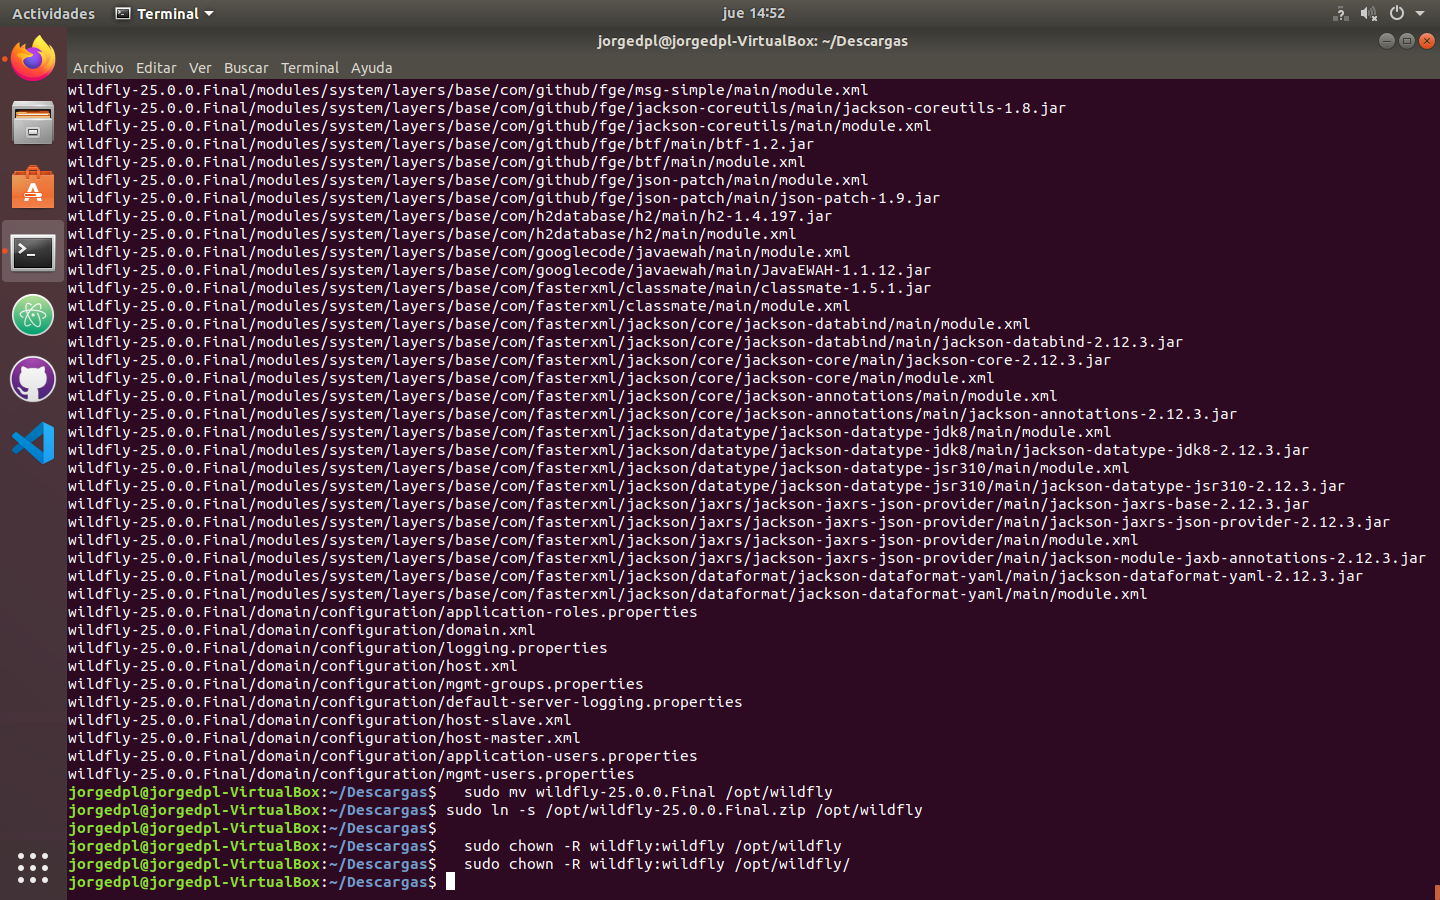 Actividades
Terminal
jue 14:52
jorgedpl@jorgedpl-VirtualBox: ~/Descargas
Archivo Editar Ver Buscar Terminal Ayuda
wildfly-25.0.0.Final/modules/system/layers/base/com/github/fge/msg-simple/main/module.xml
wildfly-25.0.0.Final/modules/system/layers/base/com/github/fge/jackson-coreutils/main/jackson-coreutils-1.8.jar
wildfly-25.0.0.Final/modules/system/layers/base/com/github/fge/jackson-coreutils/main/module.xml
wildfly-25.0.0.Final/modules/system/layers/base/com/github/fge/btf/main/btf-1.2.jar
wildfly-25.0.0.Final/modules/system/layers/base/com/github/fge/btf/main/module.xml
wildfly-25.0.0.Final/modules/system/layers/base/com/github/fge/json-patch/main/module.xml
wildfly-25.0.0.Final/modules/system/layers/base/com/github/fge/json-patch/main/json-patch-1.9.jar
wildfly-25.0.0.Final/modules/system/layers/base/com/h2database/h2/main/h2-1.4.197.jar
wildfly-25.0.0.Final/modules/system/layers/base/com/h2database/h2/main/module.xml
wildfly-25.0.0.Final/modules/system/layers/base/com/googlecode/javaewah/main/module.xml
wildfly-25.0.0.Final/modules/system/layers/base/com/googlecode/javaewah/main/JavaEWAH-1.1.12.jar
wildfly-25.0.0.Final/modules/system/layers/base/com/fasterxml/classmate/main/classmate-1.5.1.jar
wildfly-25.0.0.Final/modules/system/layers/base/com/fasterxml/classmate/main/module.xml
wildfly-25.0.0.Final/modules/system/layers/base/com/fasterxml/jackson/core/jackson-databind/main/module.xml
wildfly-25.0.0.Final/modules/system/layers/base/com/fasterxml/jackson/core/jackson-databind/main/jackson-databind-2.12.3.jar
wildfly-25.0.0.Final/modules/system/layers/base/com/fasterxml/jackson/core/jackson-core/main/jackson-core-2.12.3.jar
wildfly-25.0.0.Final/modules/system/layers/base/com/fasterxml/jackson/core/jackson-core/main/module.xml
wildfly-25.0.0.Final/modules/system/layers/base/com/fasterxml/jackson/core/jackson-annotations/main/module.xml
wildfly-25.0.0.Final/modules/system/layers/base/com/fasterxml/jackson/core/jackson-annotations/main/jackson-annotations-2.12.3.jar
wildfly-25.0.0.Final/modules/system/layers/base/com/fasterxml/jackson/datatype/jackson-datatype-jdk8/main/module.xml
wildfly-25.0.0.Final/modules/system/layers/base/com/fasterxml/jackson/datatype/jackson-datatype-jdk8/main/jackson-datatype-jdk8-2.12.3.jar
wildfly-25.0.0.Final/modules/system/layers/base/com/fasterxml/jackson/datatype/jackson-datatype-jsr310/main/module.xml
wildfly-25.0.0.Final/modules/system/layers/base/com/fasterxml/jackson/datatype/jackson-datatype-jsr310/main/jackson-datatype-jsr310-2.12.3.jar
wildfly-25.0.0.Final/modules/system/layers/base/com/fasterxml/jackson/jaxrs/jackson-jaxrs-json-provider/main/jackson-jaxrs-base-2.12.3.jar
wildfly-25.0.0.Final/modules/system/layers/base/com/fasterxml/jackson/jaxrs/jackson-jaxrs-json-provider/main/jackson-jaxrs-json-provider-2.12.3.jar
wildfly-25.0.0.Final/modules/system/layers/base/com/fasterxml/jackson/jaxrs/jackson-jaxrs-json-provider/main/module.xml
wildfly-25.0.0.Final/modules/system/layers/base/com/fasterxml/jackson/jaxrs/jackson-jaxrs-json-provider/main/jackson-module-jaxb-annotations-2.12.3.jar
wildfly-25.0.0.Final/modules/system/layers/base/com/fasterxml/jackson/dataformat/jackson-dataformat-yaml/main/jackson-dataformat-yaml-2.12.3.jar
wildfly-25.0.0.Final/modules/system/layers/base/com/fasterxml/jackson/dataformat/jackson-dataformat-yaml/main/module.xml
wildfly-25.0.0.Final/domain/configuration/application-roles.properties
wildfly-25.0.0.Final/domain/configuration/domain.xml
wildfly-25.0.0.Final/domain/configuration/logging.properties
wildfly-25.0.0.Final/domain/configuration/host.xml
wildfly-25.0.0.Final/domain/configuration/mgmt-groups.properties
wildfly-25.0.0.Final/domain/configuration/default-server-logging.properties
wildfly-25.0.0.Final/domain/configuration/host-slave.xml
wildfly-25.0.0.Final/domain/configuration/host-master.xml
wildfly-25.0.0.Final/domain/configuration/application-users.properties
wildfly-25.0.0.Final/domain/configuration/mgmt-users.properties
jorgedpl@jorgedpl-VirtualBox:~/Descargas$   sudo mv wildfly-25.0.0.Final /opt/wildfly
jorgedpl@jorgedpl-VirtualBox:~/Descargas$ sudo ln -s /opt/wildfly-25.0.0.Final.zip /opt/wildfly
jorgedpl@jorgedpl-VirtualBox:~/Descargas$
jorgedpl@jorgedpl-VirtualBox:~/Descargas$   sudo chown -R wildfly:wildfly /opt/wildfly
jorgedpl@jorgedpl-VirtualBox:~/Descargas$   sudo chown -R wildfly:wildfly /opt/wildfly/
jorgedpl@jorgedpl-VirtualBox:~/Descargas$